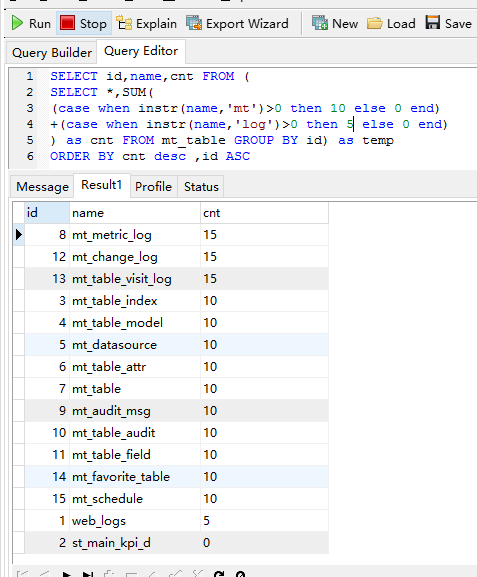 Run Stop Explain Export Wizard New Load Save
Query Builder Query Editor
1 SELECT id,name,cnt FROM (
2 SELECT *,SUM(
3 (case when instr(name,'mt')>0 then 10 else 0 end)
4 +(case when instr(name,'log')>0 then 5 else 0 end)
5 ) as cnt FROM mt_table GROUP BY id) as temp
6 ORDER BY cnt desc ,id ASC
Message Result1 Profile Status
id name cnt
8 mt_metric_log 15
12 mt_change_log 15
13 mt_table_visit_log 15
3 mt_table_index 10
4 mt_table_model 10
5 mt_datasource 10
6 mt_table_attr 10
7 mt_table 10
9 mt_audit_msg 10
10 mt_table_audit 10
11 mt_table_field 10
14 mt_favorite_table 10
15 mt_schedule 10
1 web_logs 5
2 st_main_kpi_d 0